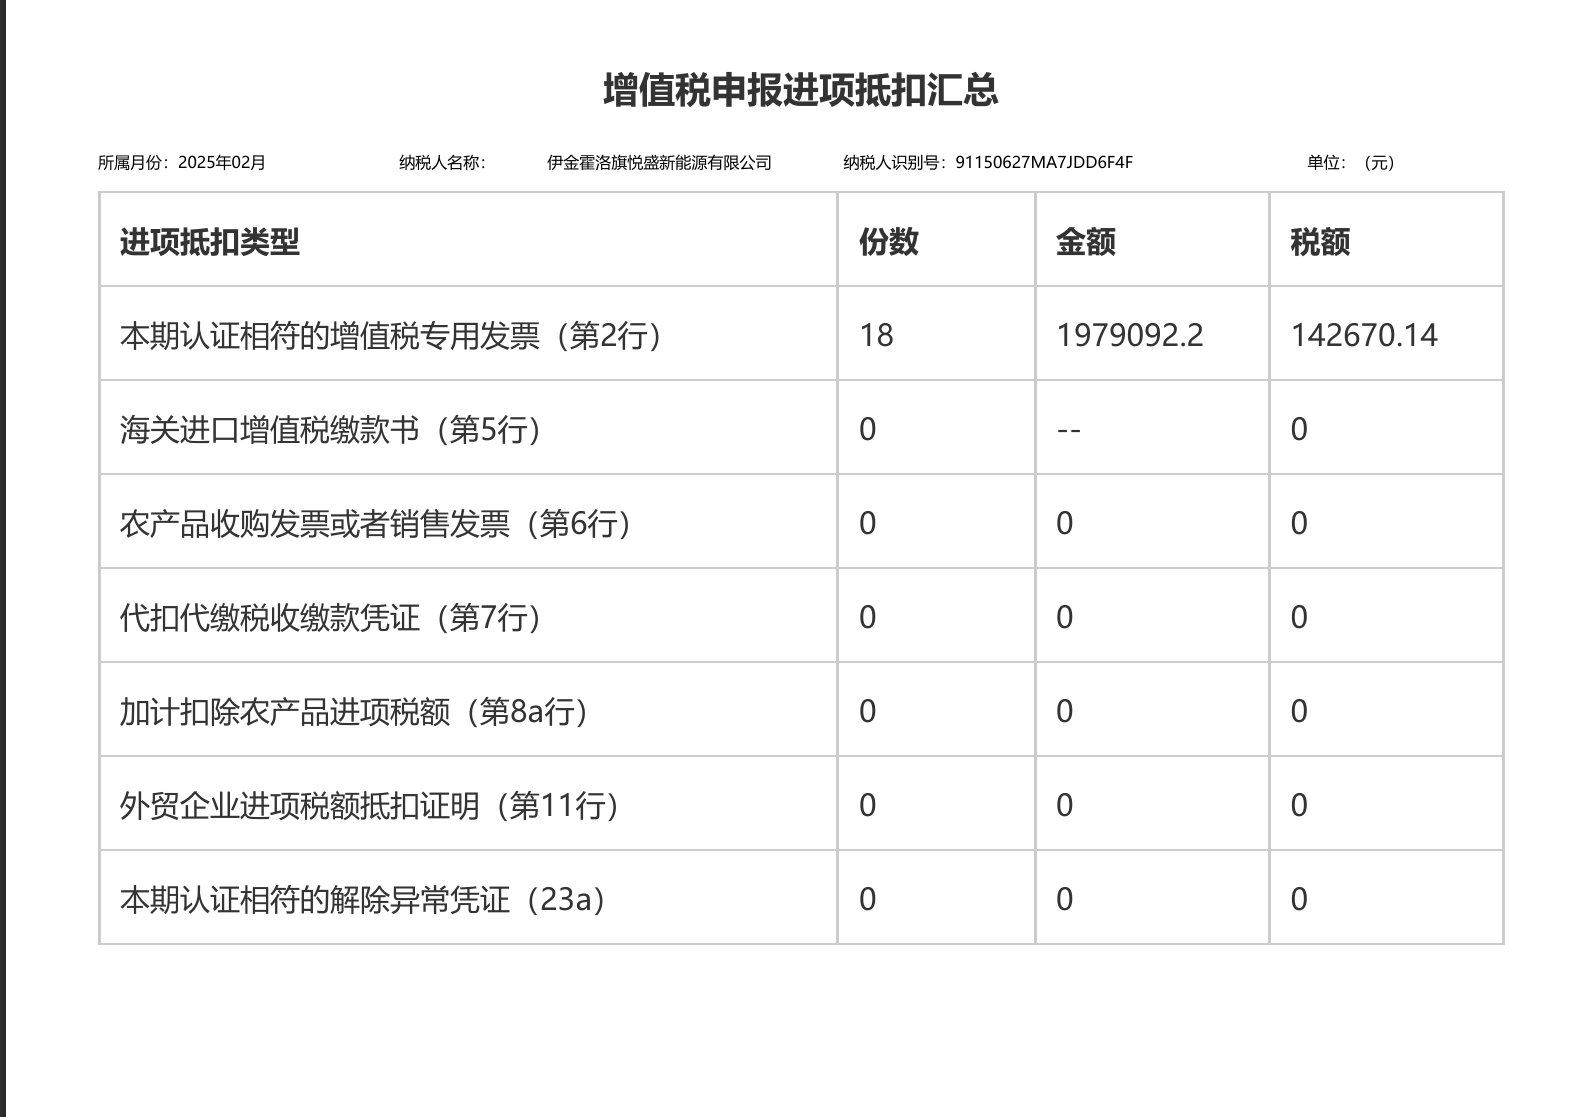 增值税申报进项抵扣汇总
所属月份：2025年02月 纳税人名称： 伊金霍洛旗悦盛新能源有限公司 纳税人识别号：91150627MA7JDD6F4F 单位：（元）
进项抵扣类型 份数 金额 税额
本期认证相符的增值税专用发票（第2行） 18 1979092.2 142670.14
海关进口增值税缴款书（第5行） 0 -- 0
农产品收购发票或者销售发票（第6行） 0 0 0
代扣代缴税收缴款凭证（第7行） 0 0 0
加计扣除农产品进项税额（第8a行） 0 0 0
外贸企业进项税额抵扣证明（第11行） 0 0 0
本期认证相符的解除异常凭证（23a） 0 0 0